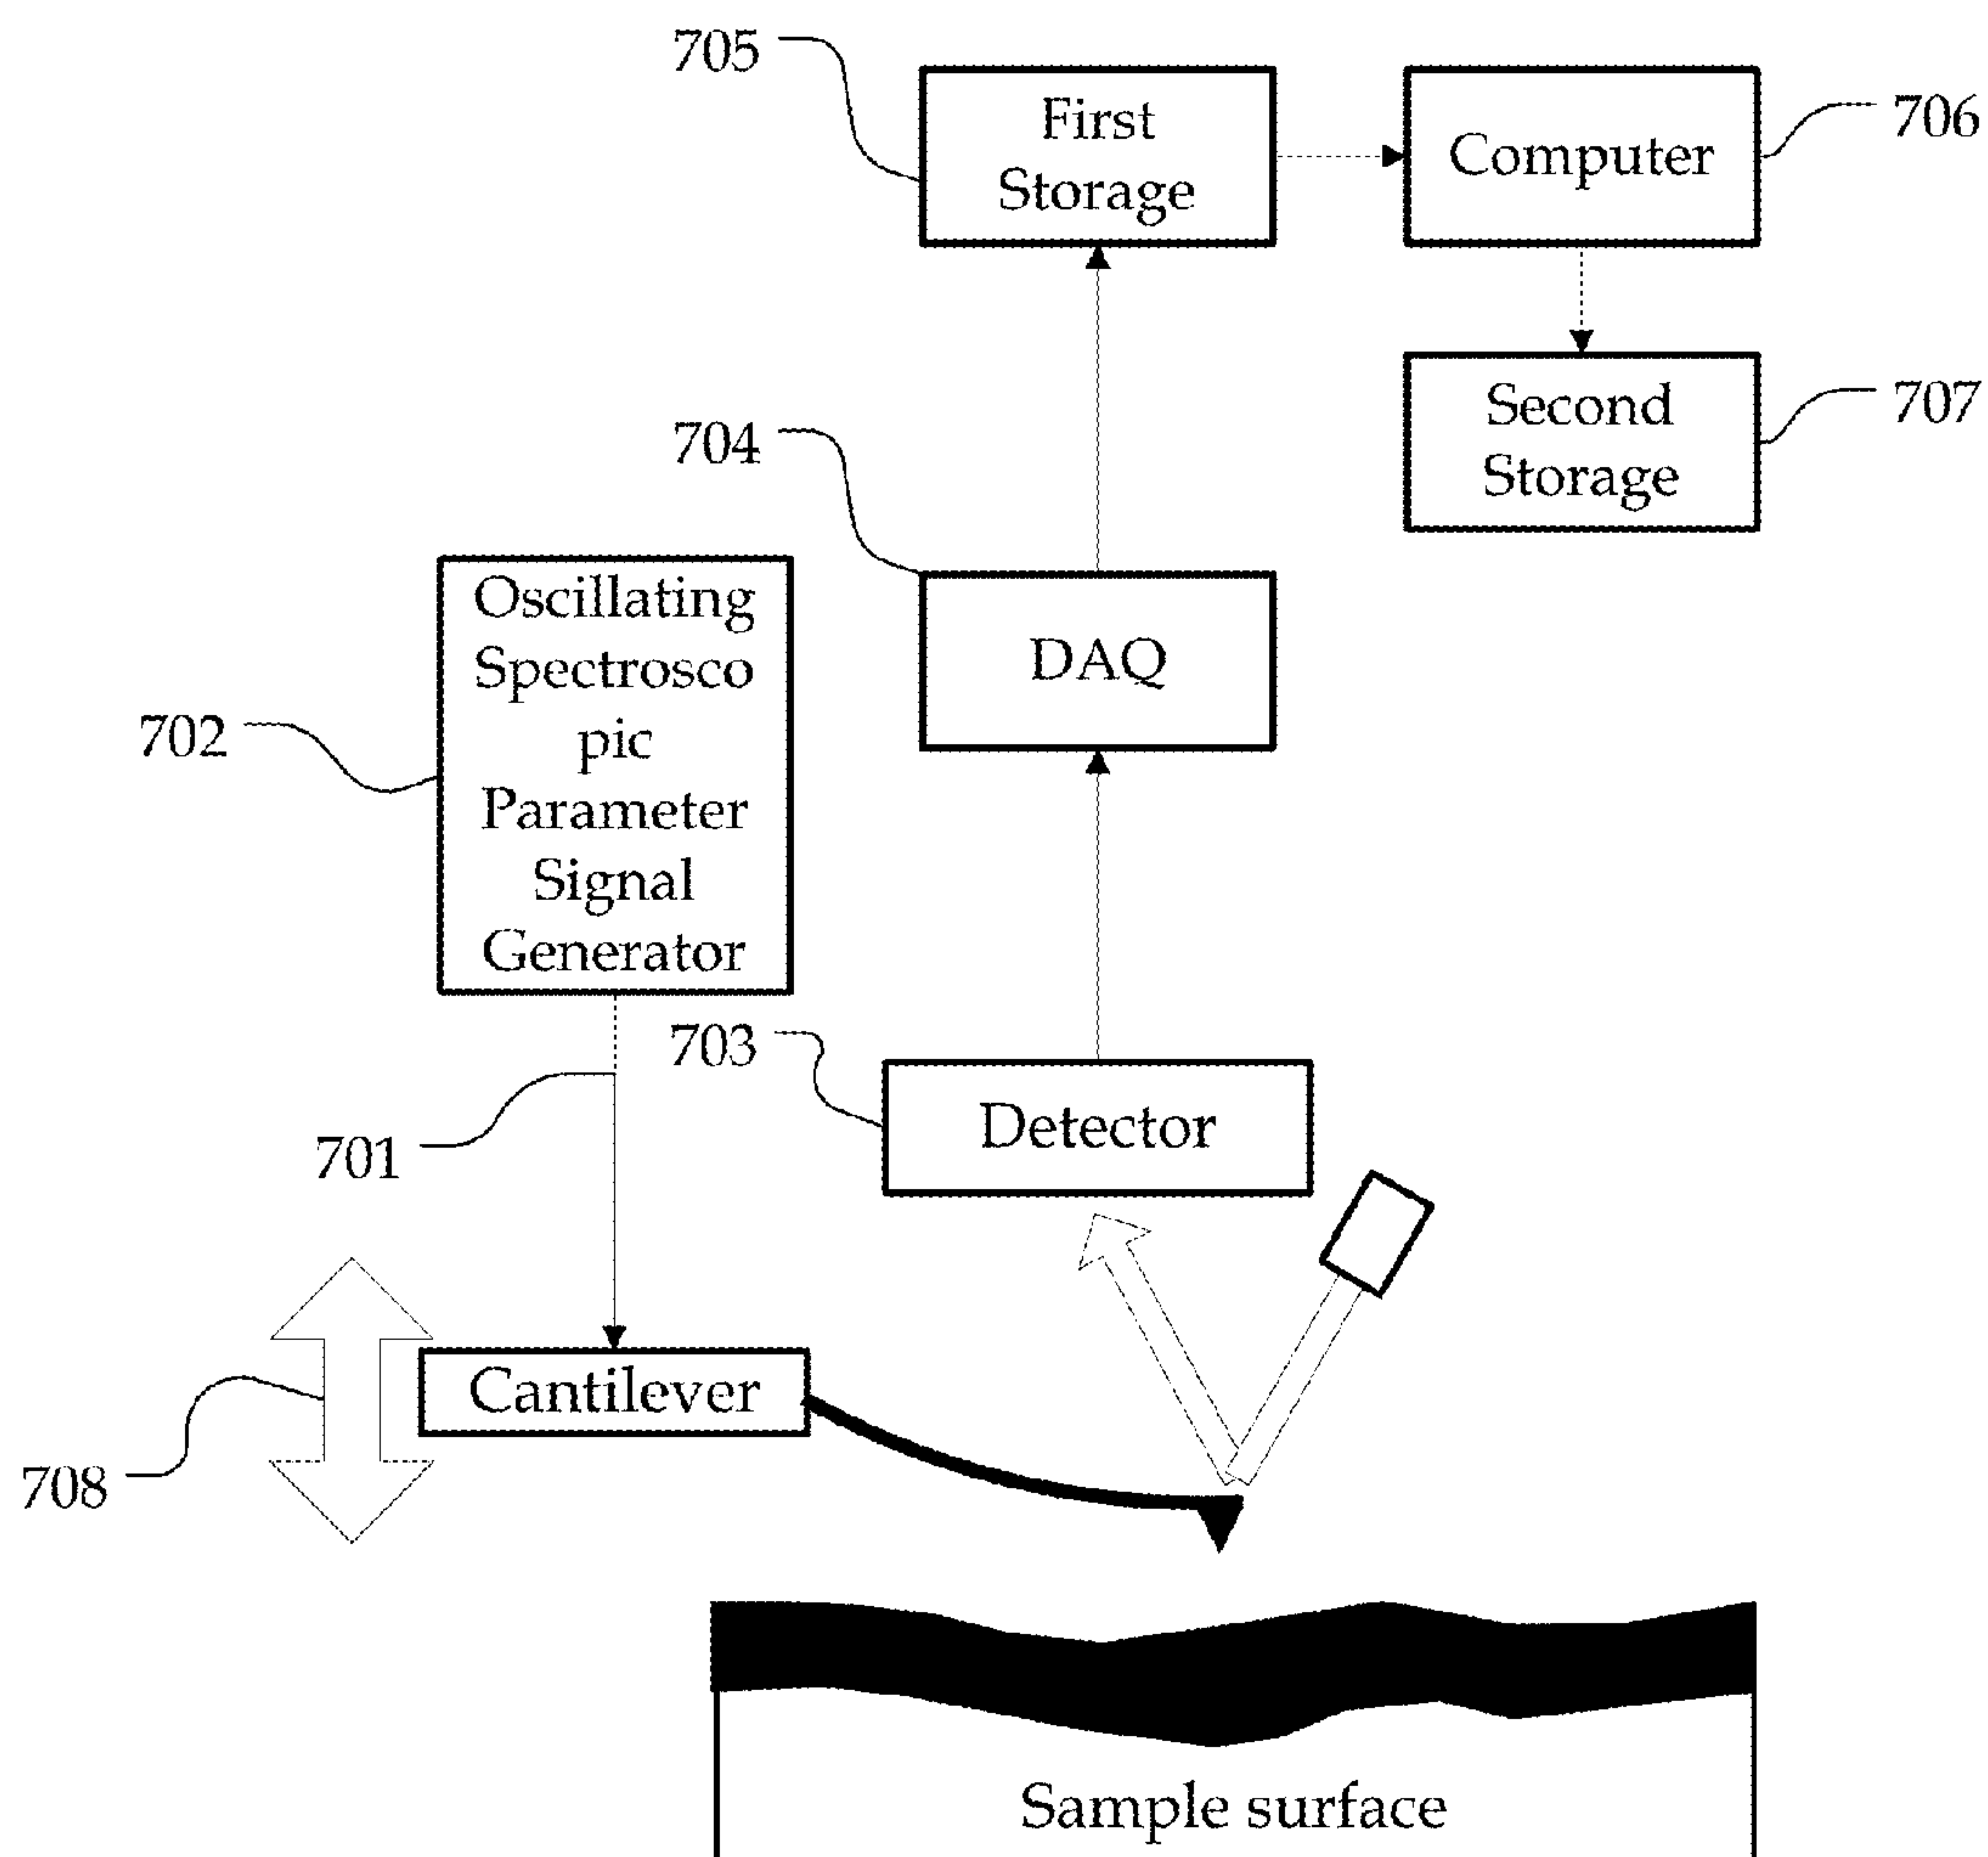 705
First
Storage
Computer
706
Second
Storage
707
704
DAQ
Oscillating
Spectrosco
pic
Parameter
Signal
Generator
702
703
Detector
701
Cantilever
708
Sample surface